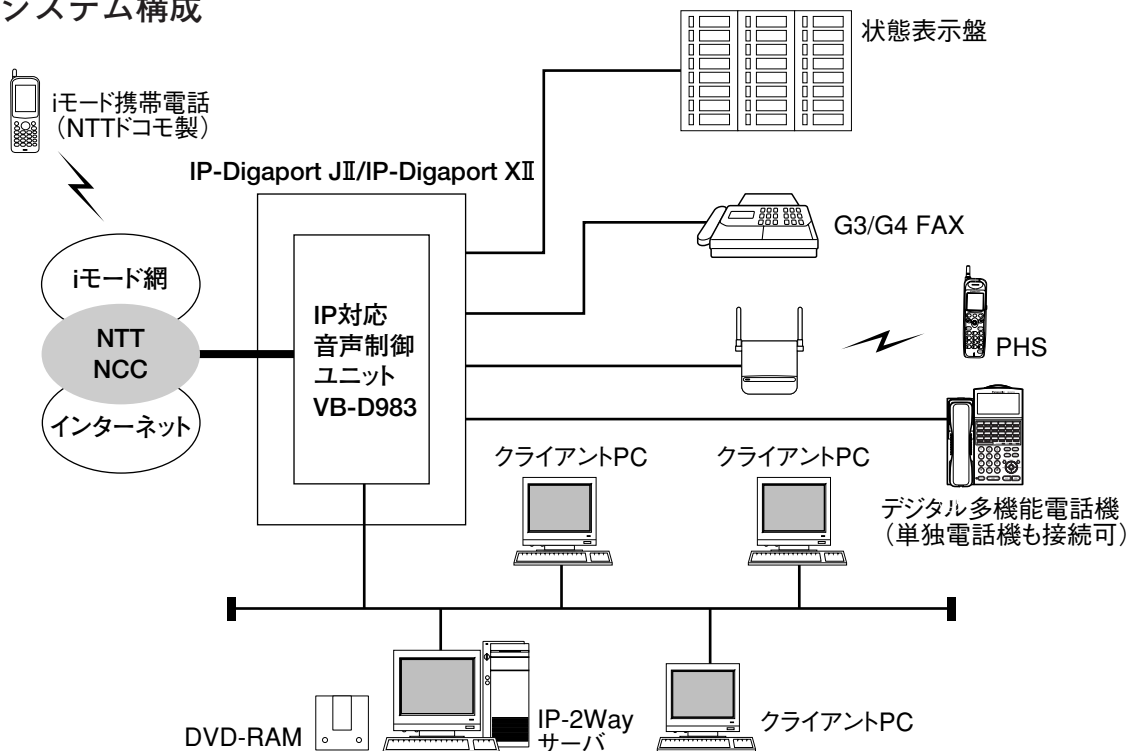 システム構成
状態表示盤
iモード携帯電話
（NTTドコモ製）
IP-Digaport JⅡ/IP-Digaport XⅡ
G3/G4 FAX
iモード網
NTT
NCC
インターネット
IP対応
音声制御
ユニット
VB-D983
PHS
クライアントPC
クライアントPC
デジタル多機能電話機
（単独電話機も接続可）
DVD-RAM
IP-2Way
サーバ
クライアントPC